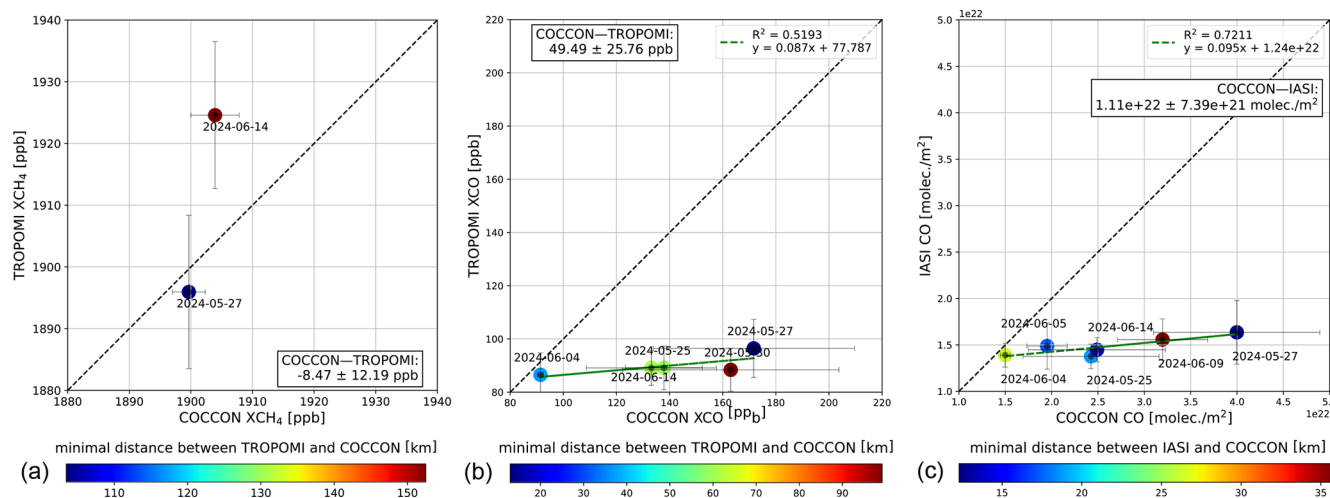 1940
1930
1920
1910
1900
1890
1880
TROPOMI XCH4 [ppb]
2024-06-14
2024-05-27
COCCON—TROPOMI:
-8.47 ± 12.19 ppb
1880 1890 1900 1910 1920 1930 1940
COCCON XCH4 [ppb]
minimal distance between TROPOMI and COCCON [km]
(a)
110 120 130 140 150
220
200
180
160
140
120
100
80
TROPOMI XCO [ppb]
COCCON—TROPOMI:
49.49 ± 25.76 ppb
R² = 0.5193
y = 0.087x + 77.787
2024-05-27
2024-06-04
2024-05-25
2024-05-30
2024-06-14
80 100 120 140 160 180 200 220
COCCON XCO [ppb]
minimal distance between TROPOMI and COCCON [km]
(b)
20 30 40 50 60 70 80 90
1e22
5.0
4.5
4.0
3.5
3.0
2.5
2.0
1.5
1.0
IASI CO [molec./m²]
R² = 0.7211
y = 0.095x + 1.24e+22
COCCON—IASI:
1.11e+22 ± 7.39e+21 molec./m²
2024-06-05
2024-06-14
2024-06-04
2024-05-25
2024-06-09
2024-05-27
1.0 1.5 2.0 2.5 3.0 3.5 4.0 4.5 5.0
1e22
COCCON CO [molec./m²]
minimal distance between IASI and COCCON [km]
(c)
15 20 25 30 35